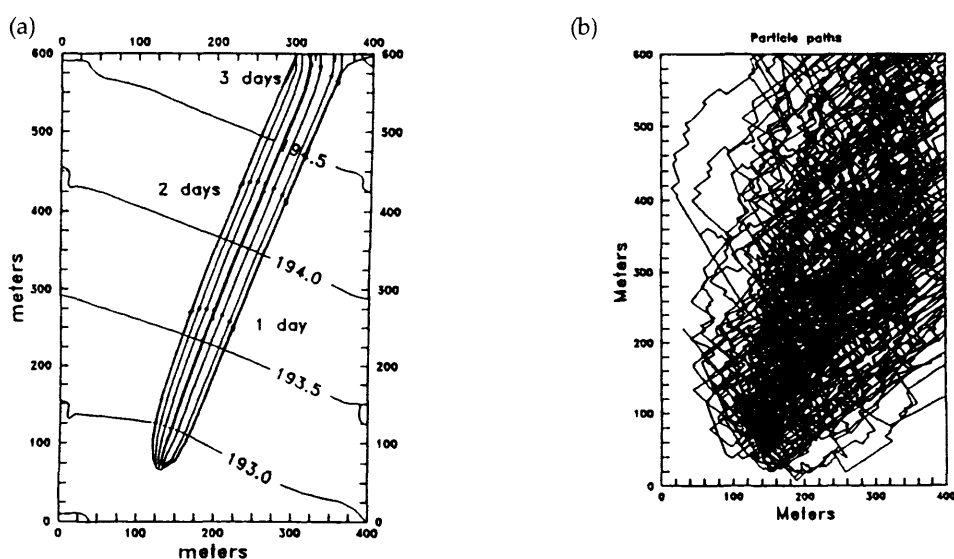 (a)
0 100 200 300 400
600 600
3 days
500 500
194.5
2 days
400 400
194.0
meters
300 300
1 day
200 200
193.5
100 100
193.0
0 0
0 100 200 300 400
meters
(b)
Particle paths
600
500
400
Meters
300
200
100
0
0 100 200 300 400
Meters